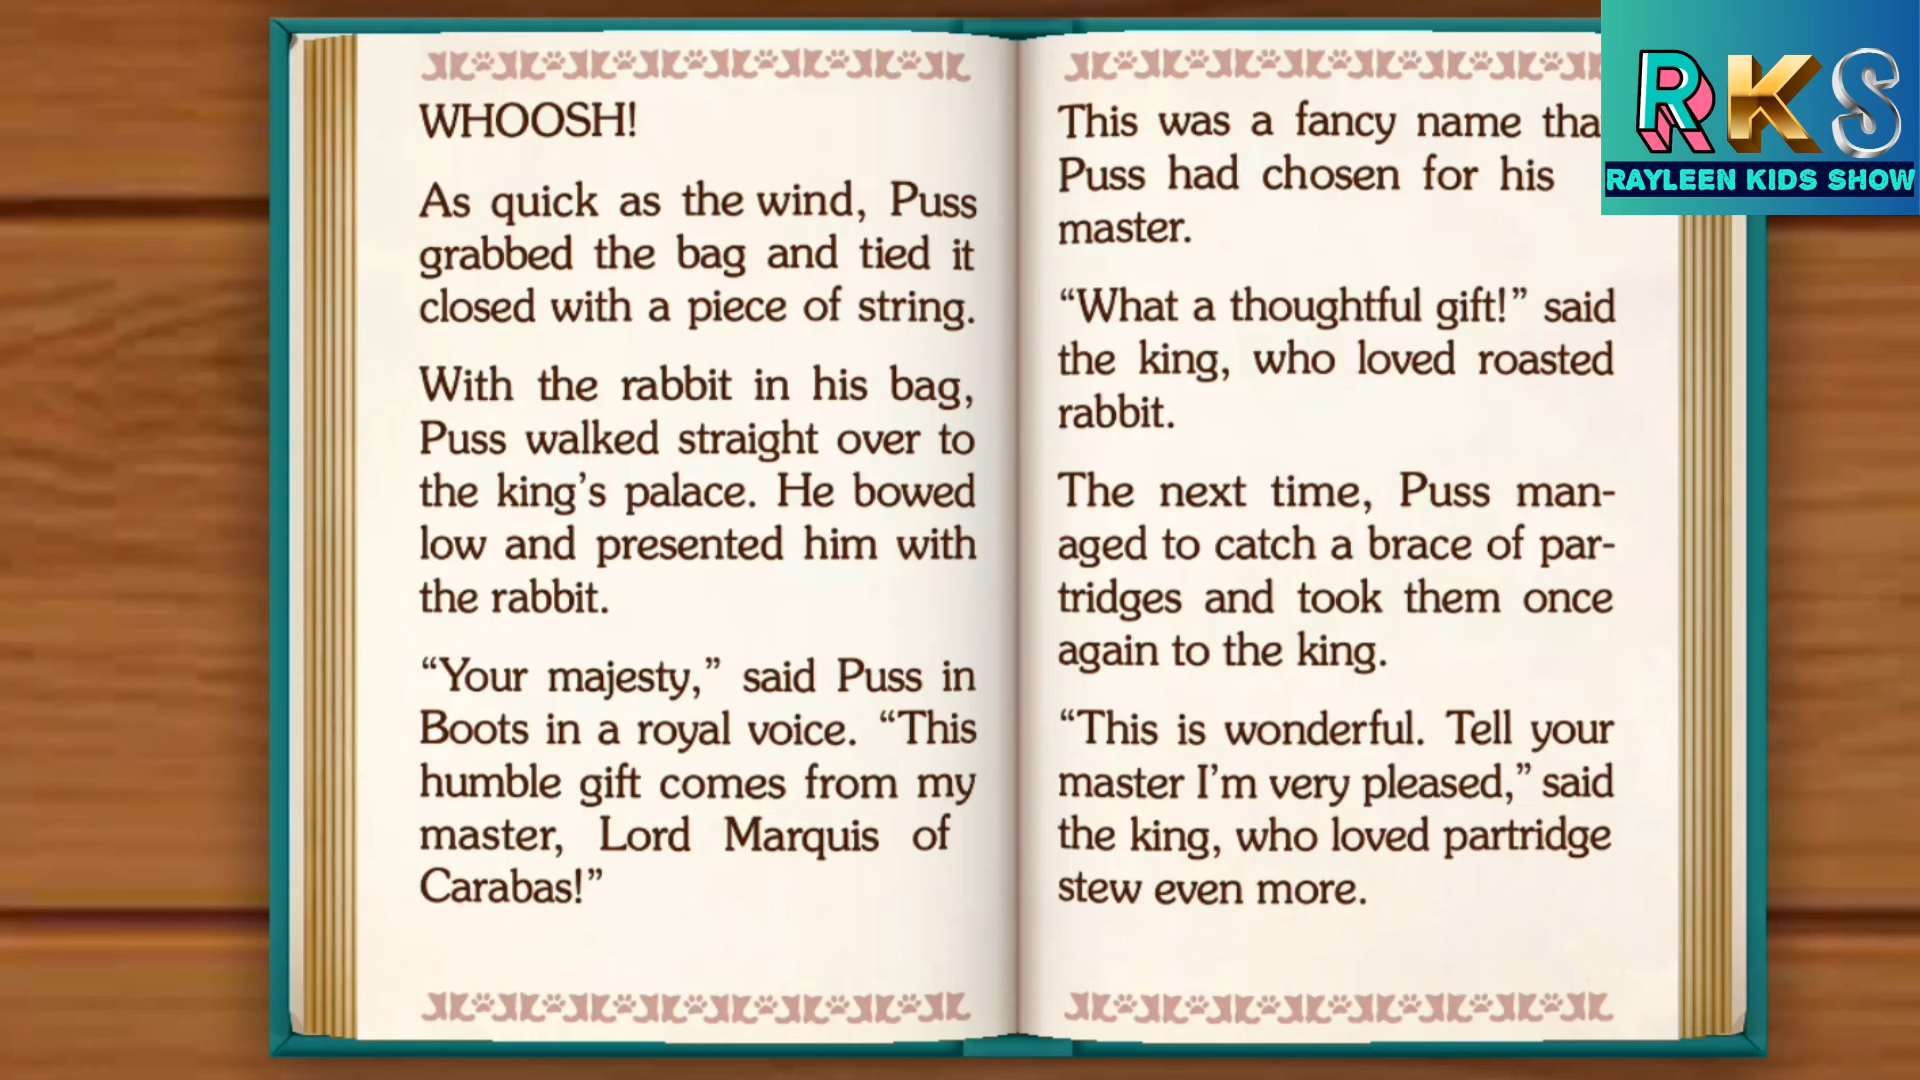 WHOOSH!
As quick as the wind, Puss
grabbed the bag and tied it
closed with a piece of string.
With the rabbit in his bag,
Puss walked straight over to
the king’s palace. He bowed
low and presented him with
the rabbit.
“Your majesty,” said Puss in
Boots in a royal voice. “This
humble gift comes from my
master, Lord Marquis of
Carabas!”
This was a fancy name tha
Puss had chosen for his
master.
“What a thoughtful gift!” said
the king, who loved roasted
rabbit.
The next time, Puss man-
aged to catch a brace of par-
tridges and took them once
again to the king.
“This is wonderful. Tell your
master I’m very pleased,” said
the king, who loved partridge
stew even more.
RKS
RAYLEEN KIDS SHOW